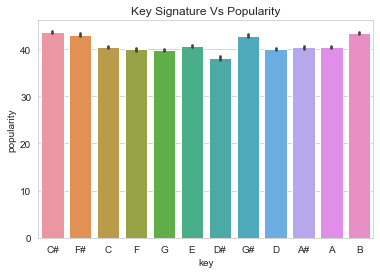 Key Signature Vs Popularity
popularity
40
30
20
10
0
C# F# C F G E D# G# D A# A B
key